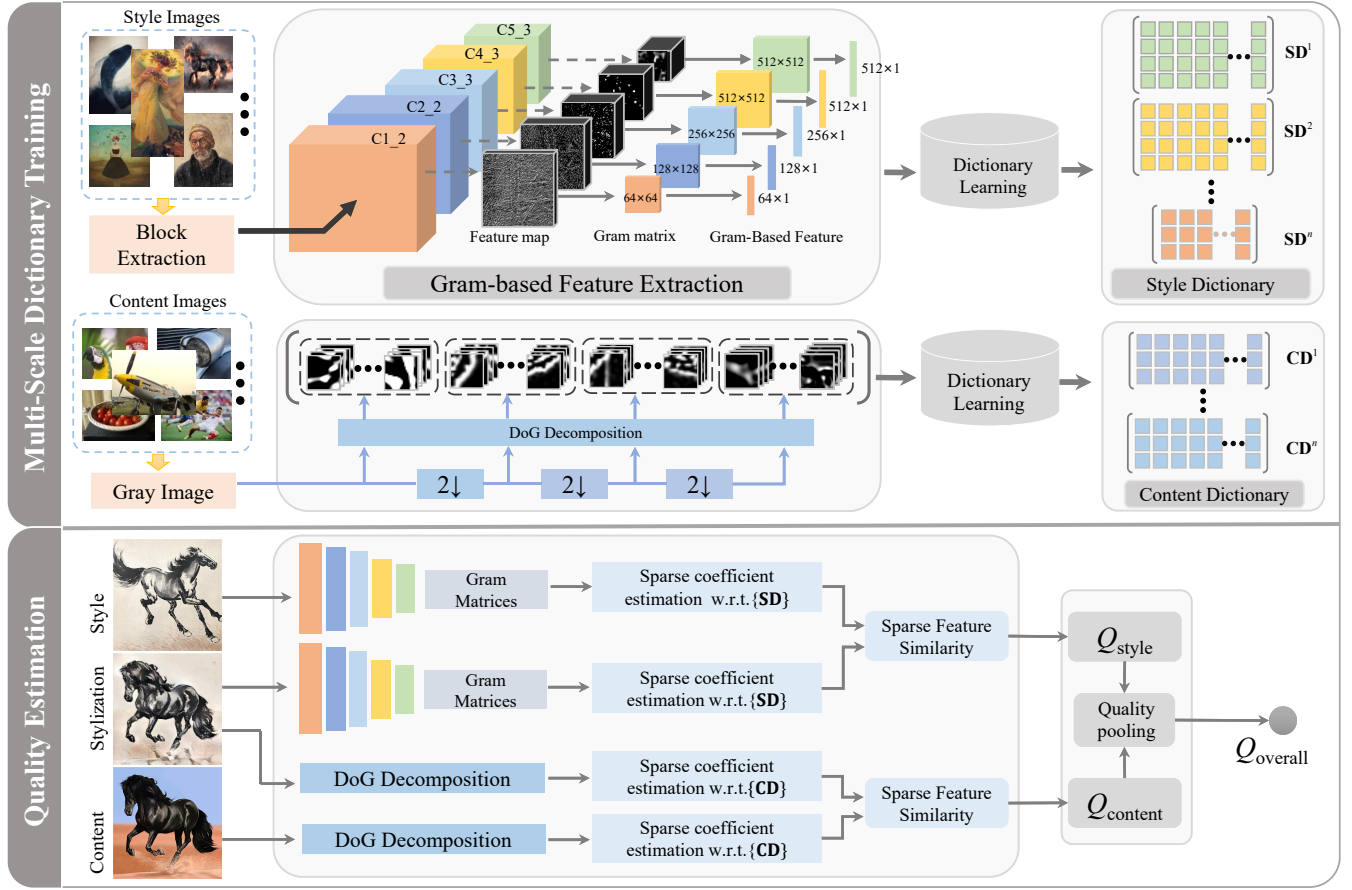 Multi-Scale Dictionary Training
Style Images
Block
Extraction
C5_3
C4_3
C3_3
C2_2
C1_2
512×512
512×1
512×512
512×1
256×256
256×1
128×128
128×1
64×64
64×1
Feature map
Gram matrix
Gram-Based Feature
Gram-based Feature Extraction
Dictionary
Learning
SD¹
SD²
SDⁿ
Style Dictionary
Content Images
Gray Image
DoG Decomposition
2↓
2↓
2↓
Dictionary
Learning
CD¹
CDⁿ
Content Dictionary
Quality Estimation
Style
Gram
Matrices
Sparse coefficient
estimation w.r.t.{SD}
Stylization
Gram
Matrices
Sparse coefficient
estimation w.r.t.{SD}
Sparse Feature
Similarity
DoG Decomposition
Sparse coefficient
estimation w.r.t.{CD}
Content
DoG Decomposition
Sparse coefficient
estimation w.r.t.{CD}
Sparse Feature
Similarity
Qstyle
Quality
pooling
Qcontent
Qoverall